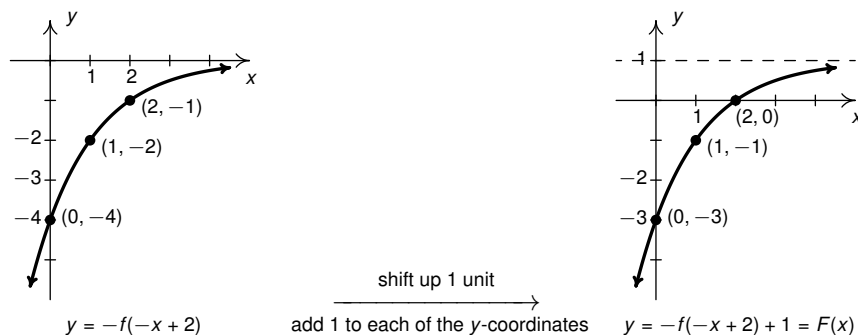 y
x
1 2
(2, −1)
(1, −2)
−2
−3
−4
(0, −4)
y = −f(−x + 2)
shift up 1 unit
add 1 to each of the y-coordinates
y
x
1
1
(2, 0)
(1, −1)
−2
−3
(0, −3)
y = −f(−x + 2) + 1 = F(x)